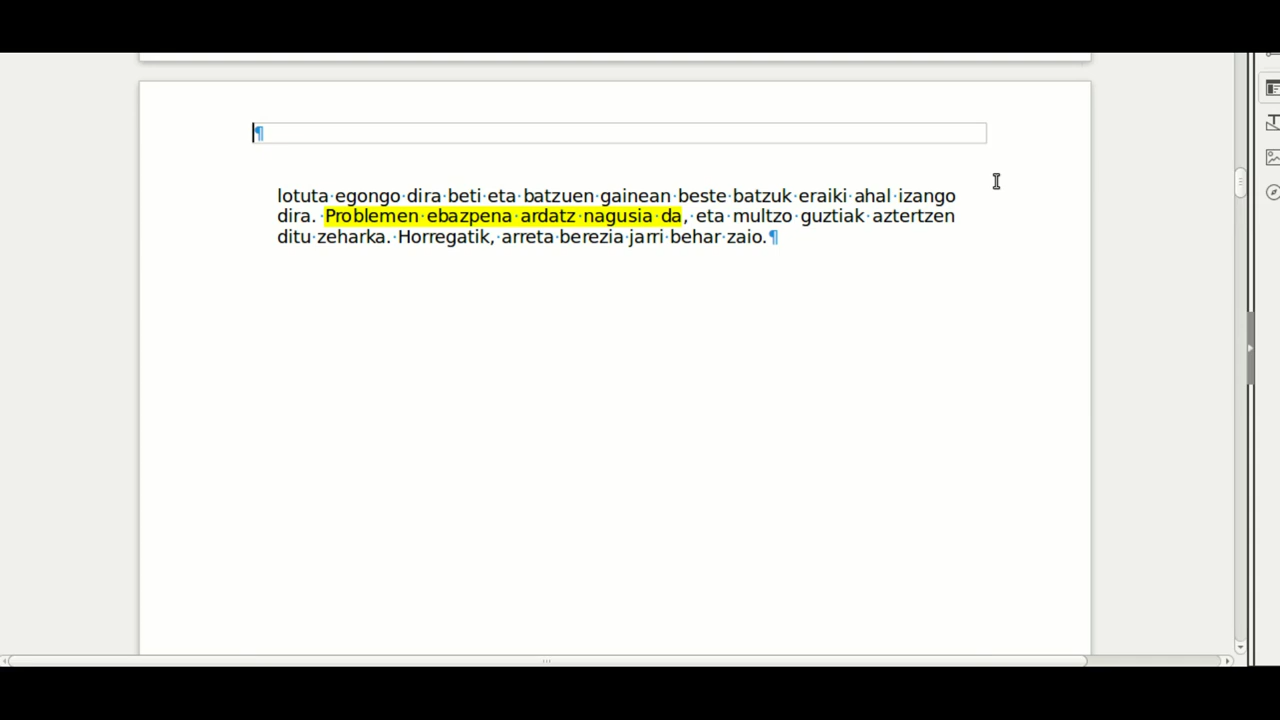 lotuta egongo dira beti eta batzuen gainean beste batzuk eraiki ahal izango
dira. Problemen ebazpena ardatz nagusia da, eta multzo guztiak aztertzen
ditu zeharka. Horregatik, arreta berezia jarri behar zaio.